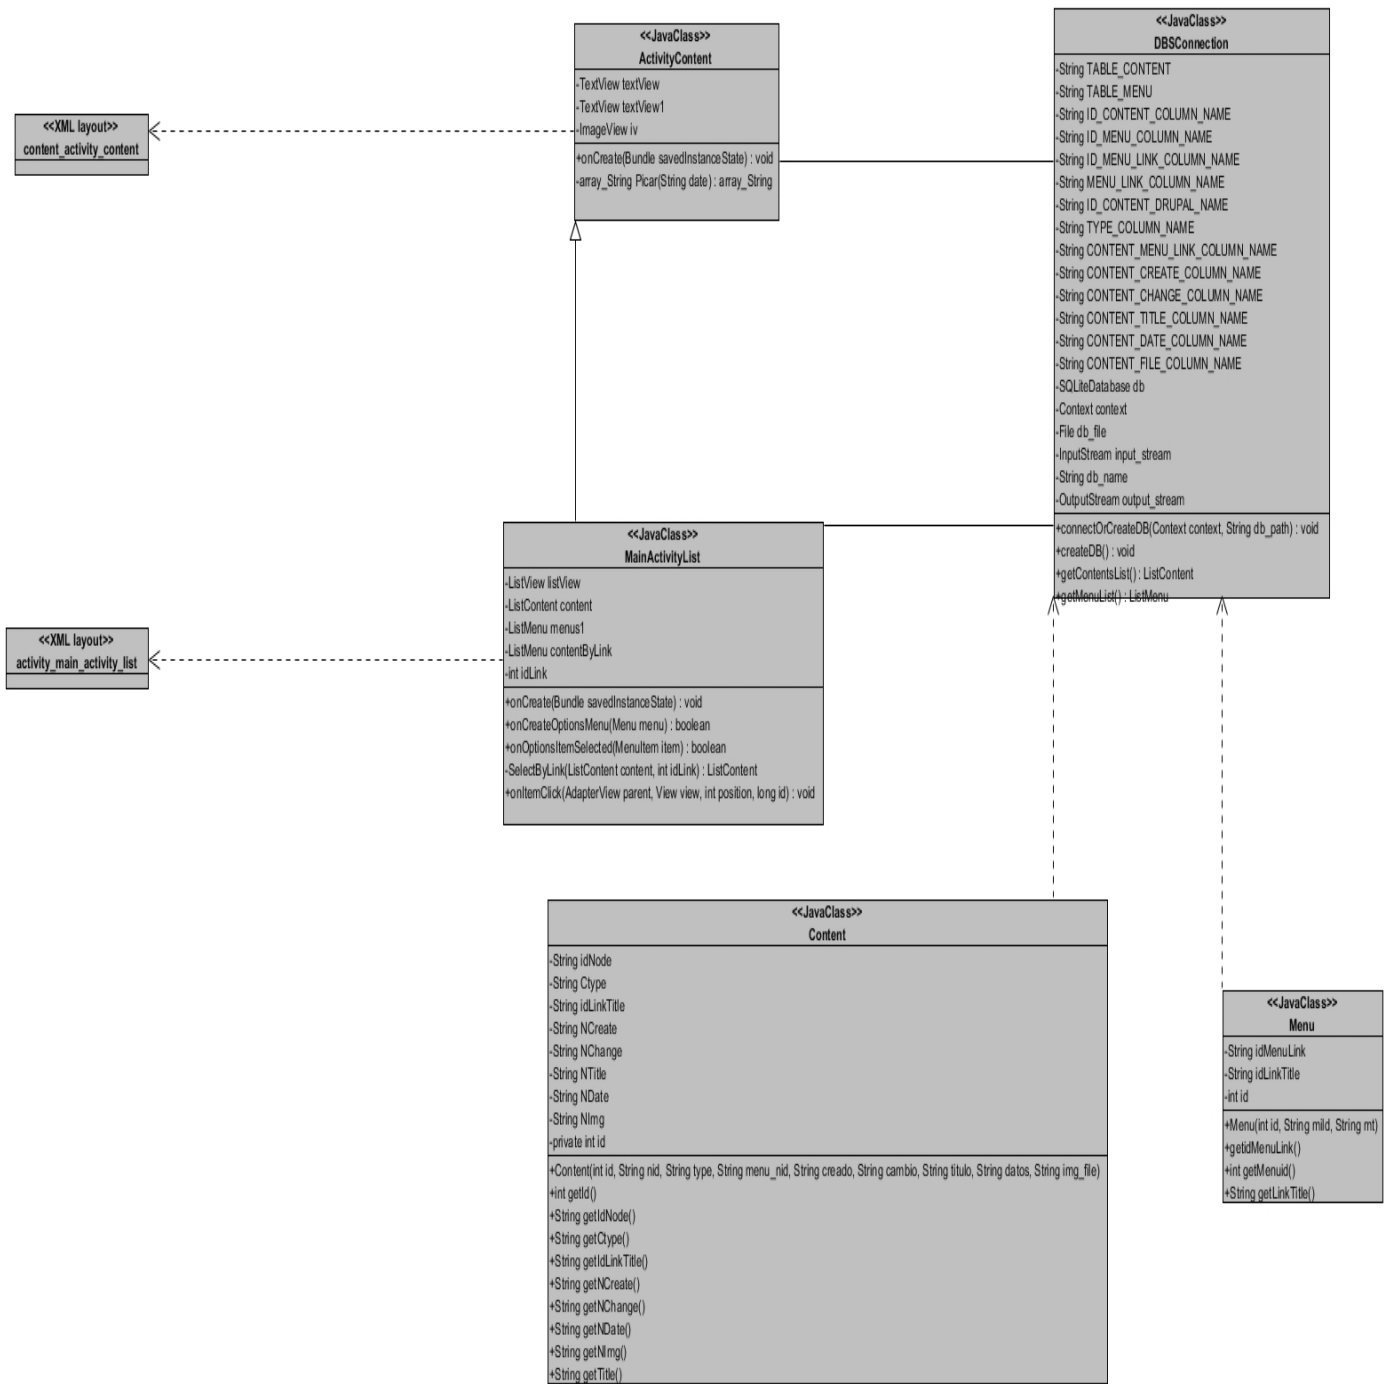 <<JavaClass>>
ActivityContent
-TextView textView
-TextView textView1
-ImageView iv
+onCreate(Bundle savedInstanceState) : void
-array_String Picar(String date) : array_String
<<JavaClass>>
DBSConnection
-String TABLE_CONTENT
-String TABLE_MENU
-String ID_CONTENT_COLUMN_NAME
-String ID_MENU_COLUMN_NAME
-String ID_MENU_LINK_COLUMN_NAME
-String MENU_LINK_COLUMN_NAME
-String ID_CONTENT_DRUPAL_NAME
-String TYPE_COLUMN_NAME
-String CONTENT_MENU_LINK_COLUMN_NAME
-String CONTENT_CREATE_COLUMN_NAME
-String CONTENT_CHANGE_COLUMN_NAME
-String CONTENT_TITLE_COLUMN_NAME
-String CONTENT_DATE_COLUMN_NAME
-String CONTENT_FILE_COLUMN_NAME
-SQLiteDatabase db
-Context context
-File db_file
-InputStream input_stream
-String db_name
-OutputStream output_stream
+connectOrCreateDB(Context context, String db_path) : void
+createDB() : void
+getContentsList() : ListContent
+getMenuList() : ListMenu
<<XML layout>>
content_activity_content
<<JavaClass>>
MainActivityList
-ListView listView
-ListContent content
-ListMenu menus1
-ListMenu contentByLink
-int idLink
+onCreate(Bundle savedInstanceState) : void
+onCreateOptionsMenu(Menu menu) : boolean
+onOptionsItemSelected(MenuItem item) : boolean
-SelectByLink(ListContent content, int idLink) : ListContent
+onItemClick(AdapterView parent, View view, int position, long id) : void
<<XML layout>>
activity_main_activity_list
<<JavaClass>>
Content
-String idNode
-String Ctype
-String idLinkTitle
-String NCreate
-String NChange
-String NTitle
-String NDate
-String NImg
-private int id
+Content(int id, String nid, String type, String menu_nid, String creado, String cambio, String titulo, String datos, String img_file)
+int getId()
+String getIdNode()
+String getCtype()
+String getIdLinkTitle()
+String getNCreate()
+String getNChange()
+String getNDate()
+String getNImg()
+String getTitle()
<<JavaClass>>
Menu
-String idMenuLink
-String idLinkTitle
-int id
+Menu(int id, String mild, String mt)
+getidMenuLink()
+int getMenuid()
+String getLinkTitle()